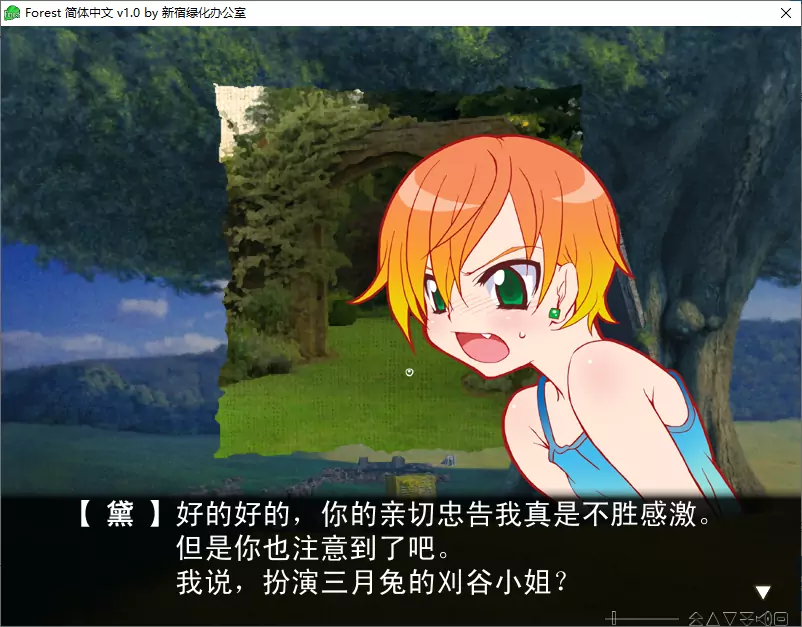 Forest 简体中文 v1.0 by 新宿绿化办公室
【 黛 】好的好的，你的亲切忠告我真是不胜感激。
但是你也注意到了吧。
我说，扮演三月兔的刈谷小姐？